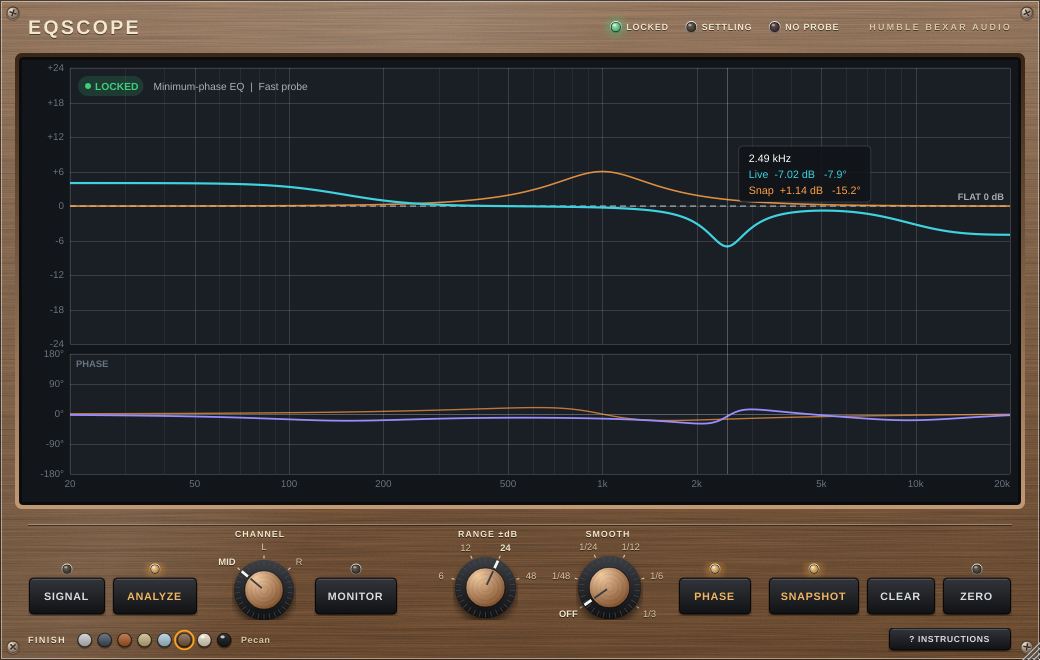 EQSCOPE
LOCKED SETTLING NO PROBE HUMBLE BEXAR AUDIO
+24
LOCKED Minimum-phase EQ | Fast probe
+18
+12
2.49 kHz
Live -7.02 dB -7.9°
Snap +1.14 dB -15.2°
+6
FLAT 0 dB
0
-6
-12
-18
-24
180°
PHASE
90°
0°
-90°
-180°
20 50 100 200 500 1k 2k 5k 10k 20k
CHANNEL RANGE ±dB SMOOTH
L 12 24 1/24 1/12
MID R 6 48 1/48 1/6
SIGNAL ANALYZE MONITOR PHASE SNAPSHOT CLEAR ZERO
OFF 1/3
FINISH Pecan ? INSTRUCTIONS